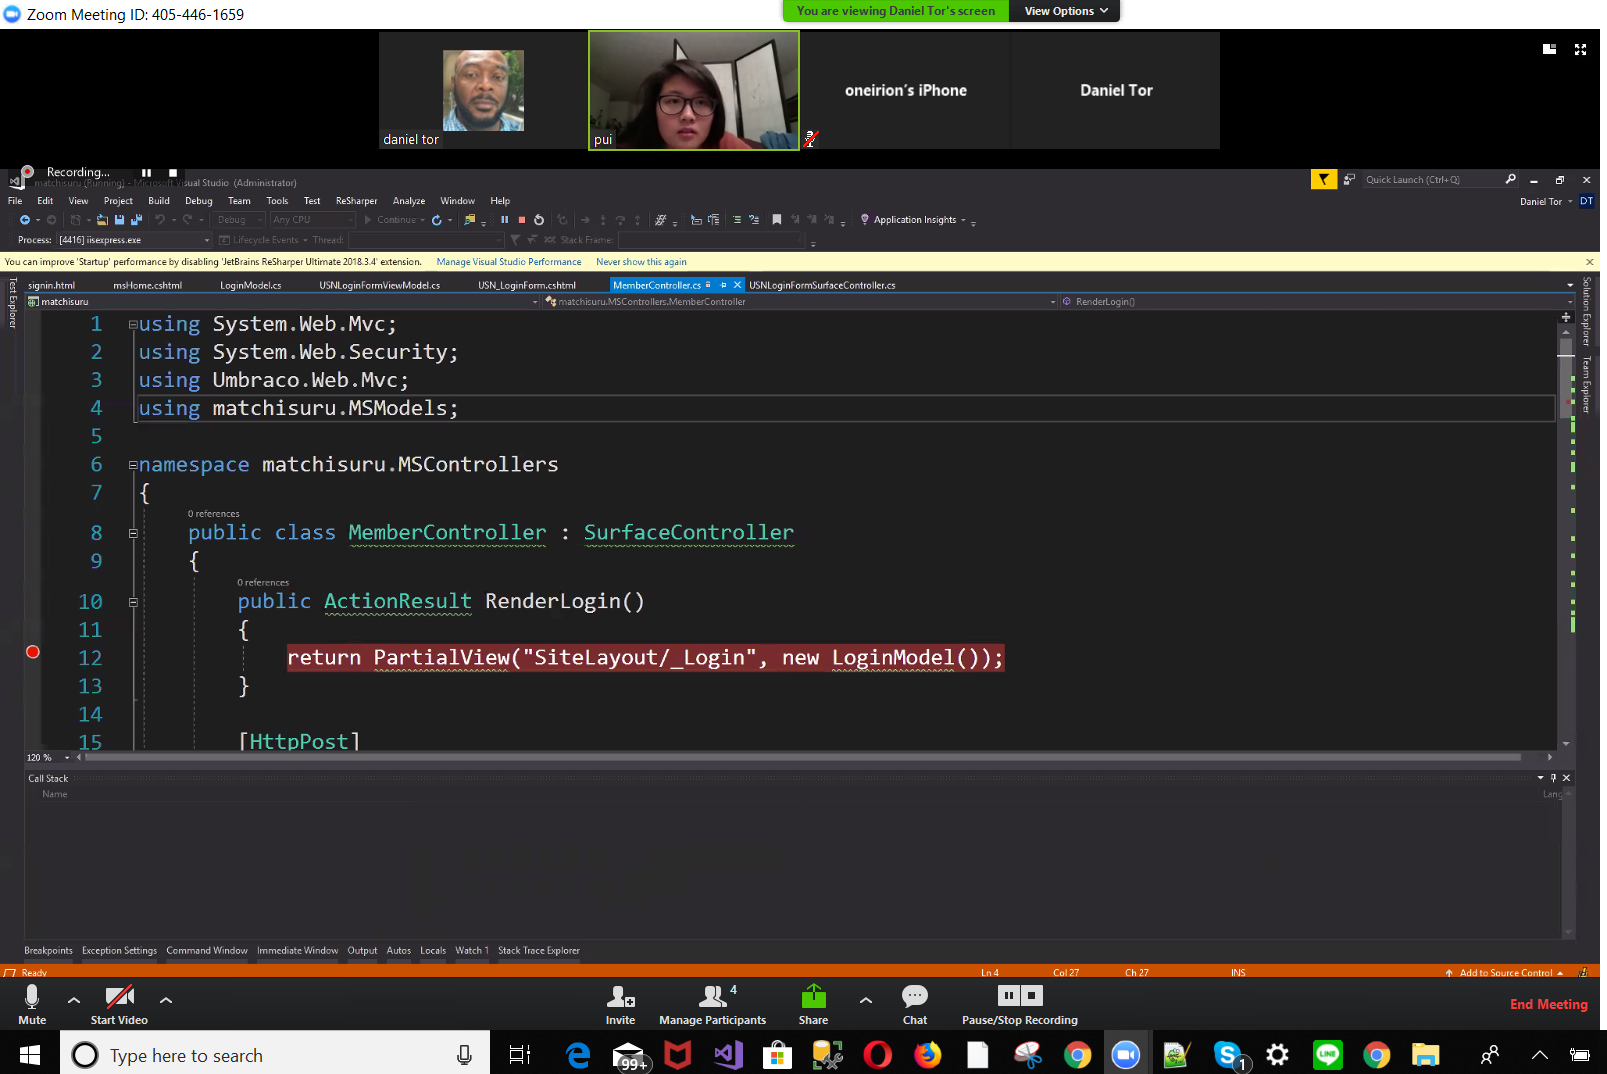 Zoom Meeting ID: 405-446-1659
You are viewing Daniel Tor's screen
View Options
daniel tor
pui
oneirion's iPhone
Daniel Tor
Recording...
matchisuru (Running) - Microsoft Visual Studio (Administrator)
Quick Launch (Ctrl+Q)
File Edit View Project Build Debug Team Tools Test ReSharper Analyze Window Help
Daniel Tor DT
Debug Any CPU Continue Application Insights
Process: [4416] iisexpress.exe Lifecycle Events Thread: Stack Frame:
You can improve 'Startup' performance by disabling 'JetBrains ReSharper Ultimate 2018.3.4' extension. Manage Visual Studio Performance Never show this again
Test Explorer
signin.html msHome.cshtml LoginModel.cs USNLoginFormViewModel.cs USN_LoginForm.cshtml MemberController.cs USNLoginFormSurfaceController.cs
Solution Explorer
Team Explorer
matchisuru matchisuru.MSControllers.MemberController RenderLogin()
1 using System.Web.Mvc;
2 using System.Web.Security;
3 using Umbraco.Web.Mvc;
4 using matchisuru.MSModels;
5
6 namespace matchisuru.MSControllers
7 {
0 references
8 public class MemberController : SurfaceController
9 {
0 references
10 public ActionResult RenderLogin()
11 {
12 return PartialView("SiteLayout/_Login", new LoginModel());
13 }
14
15 [HttpPost]
120 %
Call Stack
Name Lang
Breakpoints Exception Settings Command Window Immediate Window Output Autos Locals Watch 1 Stack Trace Explorer
Ready Ln 4 Col 27 Ch 27 INS Add to Source Control
4
Mute Start Video Invite Manage Participants Share Chat Pause/Stop Recording End Meeting
Type here to search
99+
LINE
1